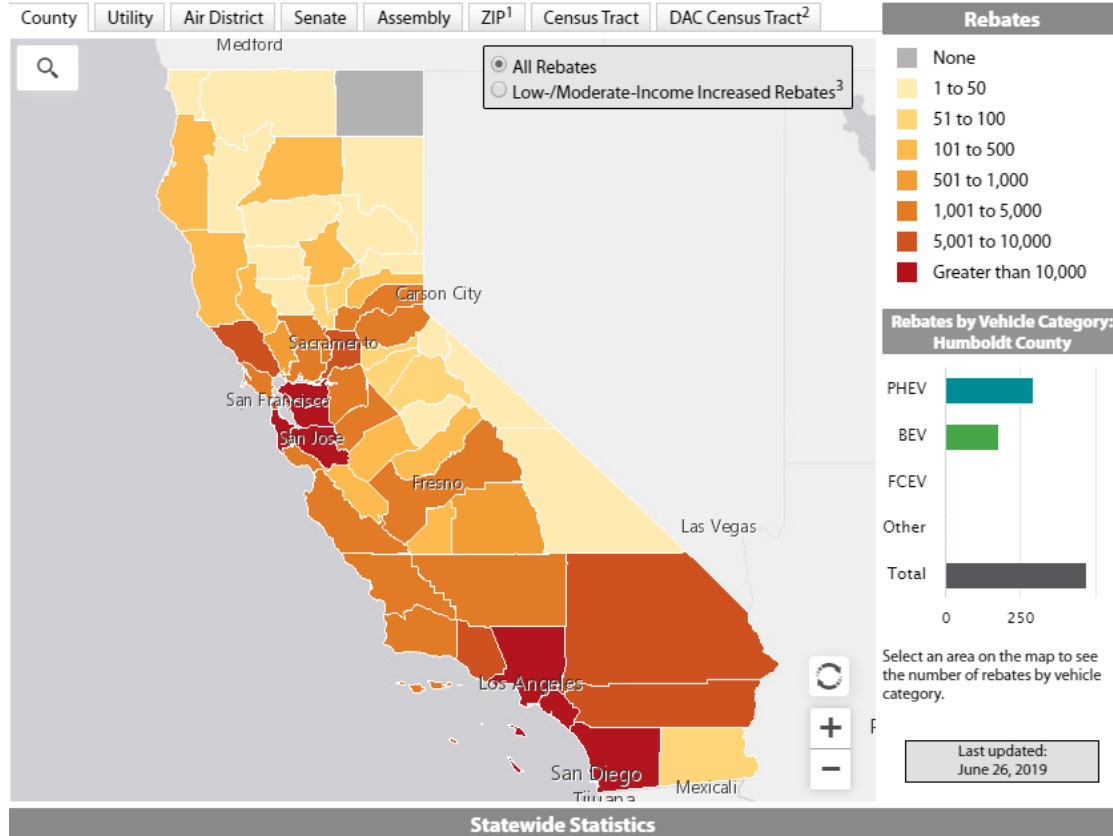 County
Utility
Air District
Senate
Assembly
ZIP1
Census Tract
DAC Census Tract2
Medford
All Rebates
Low-/Moderate-Income Increased Rebates3
Carson City
Sacramento
San Francisco
San Jose
Fresno
Las Vegas
Los Angeles
San Diego
Mexicali
Tijuana
Rebates
None
1 to 50
51 to 100
101 to 500
501 to 1,000
1,001 to 5,000
5,001 to 10,000
Greater than 10,000
Rebates by Vehicle Category:
Humboldt County
PHEV
BEV
FCEV
Other
Total
0 250
Select an area on the map to see
the number of rebates by vehicle
category.
Last updated:
June 26, 2019
Statewide Statistics